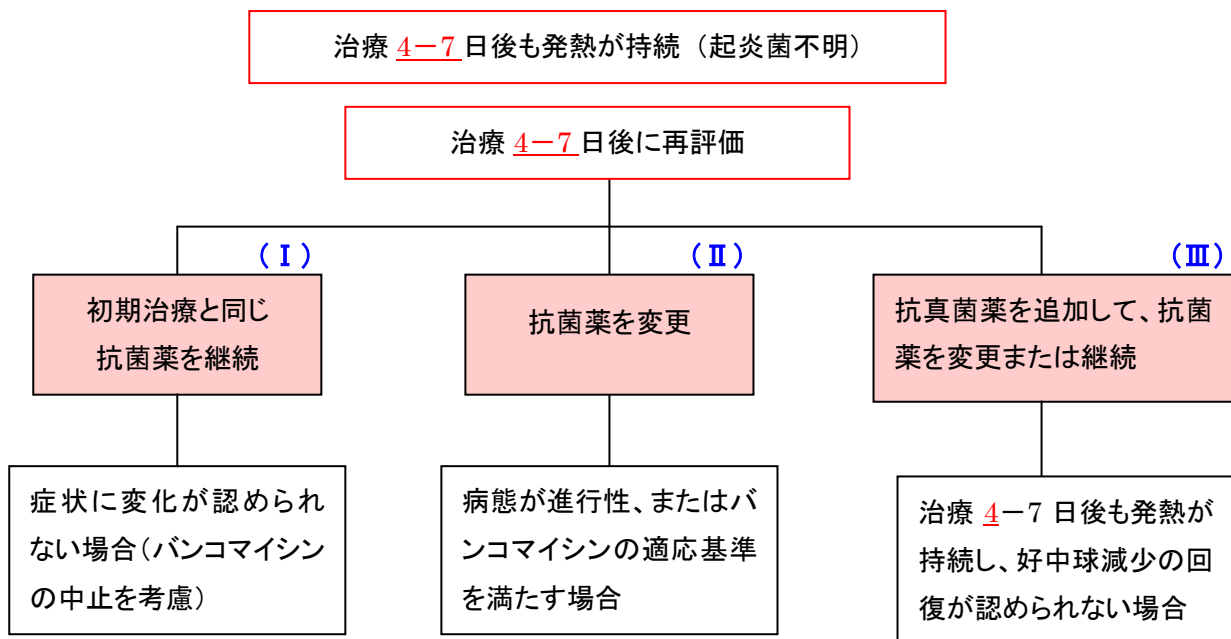 治療 4－7 日後も発熱が持続 （起炎菌不明）
治療 4－7 日後に再評価
（Ⅰ）
初期治療と同じ
抗菌薬を継続
症状に変化が認められ
ない場合（バンコマイシン
の中止を考慮）
（Ⅱ）
抗菌薬を変更
病態が進行性、またはバ
ンコマイシンの適応基準
を満たす場合
（Ⅲ）
抗真菌薬を追加して、抗菌
薬を変更または継続
治療 4－7 日後も発熱が
持続し、好中球減少の回
復が認められない場合